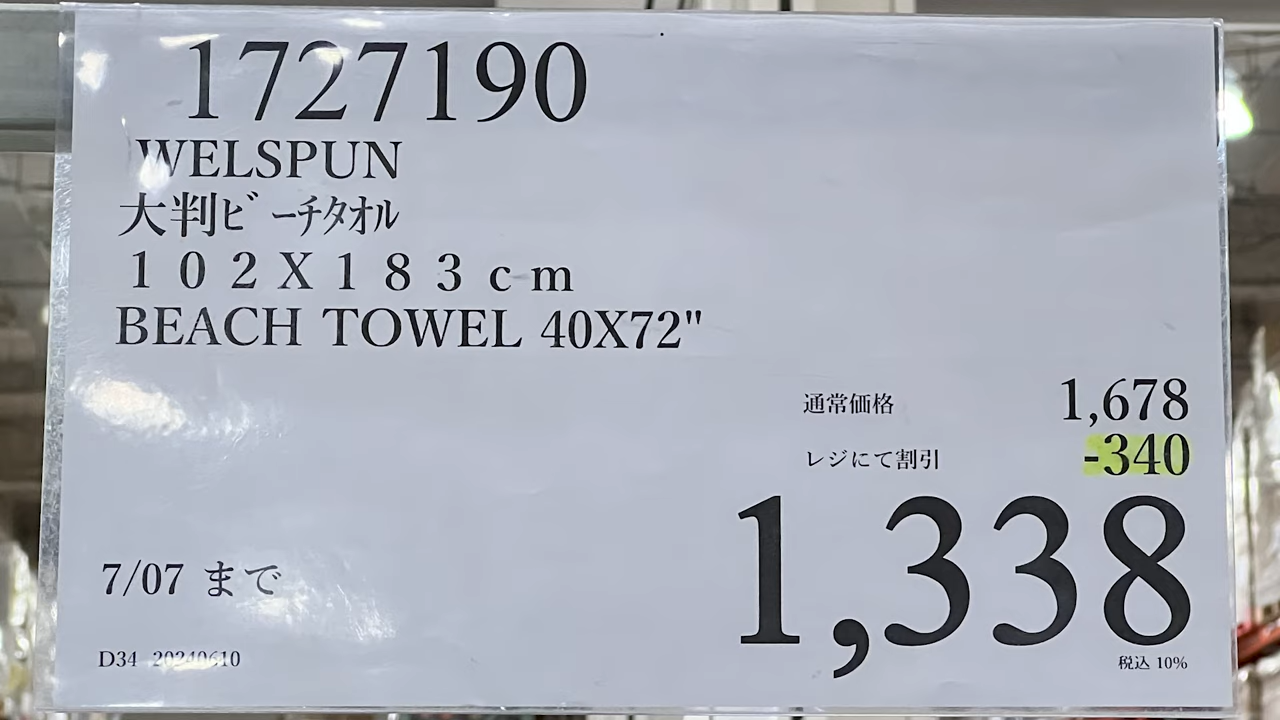 1727190
WELSPUN
大判ﾋﾞｰﾁﾀｵﾙ
１０２Ｘ１８３ｃｍ
BEACH TOWEL 40X72"
通常価格 1,678
レジにて割引 -340
1,338
7/07 まで
D34 20240610
税込 10%